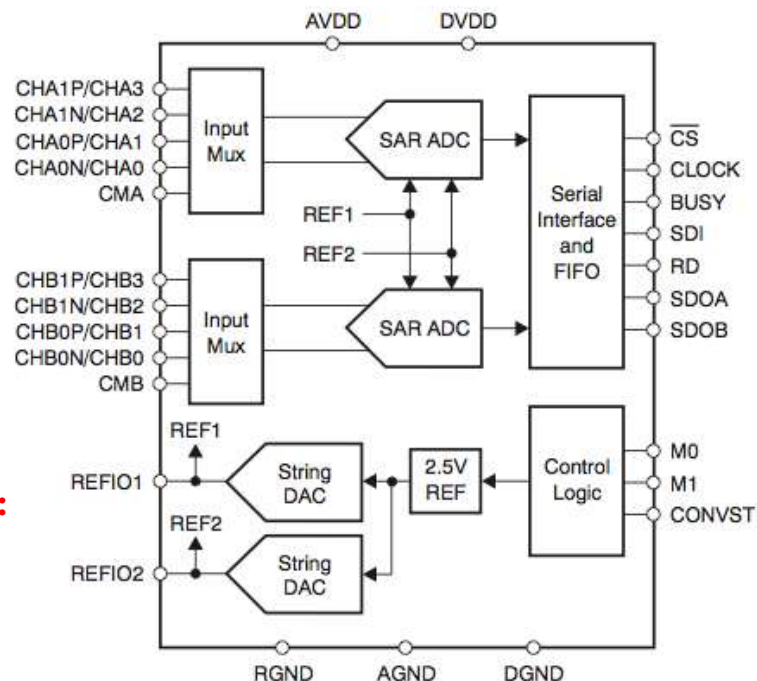 AVDD
DVDD
CHA1P/CHA3
CHA1N/CHA2
CHA0P/CHA1
CHA0N/CHA0
CMA
Input
Mux
SAR ADC
REF1
REF2
CHB1P/CHB3
CHB1N/CHB2
CHB0P/CHB1
CHB0N/CHB0
CMB
Input
Mux
SAR ADC
Serial
Interface
and
FIFO
CS
CLOCK
BUSY
SDI
RD
SDOA
SDOB
REF1
REFIO1
String
DAC
2.5V
REF
Control
Logic
M0
M1
CONVST
:
REF2
REFIO2
String
DAC
RGND
AGND
DGND